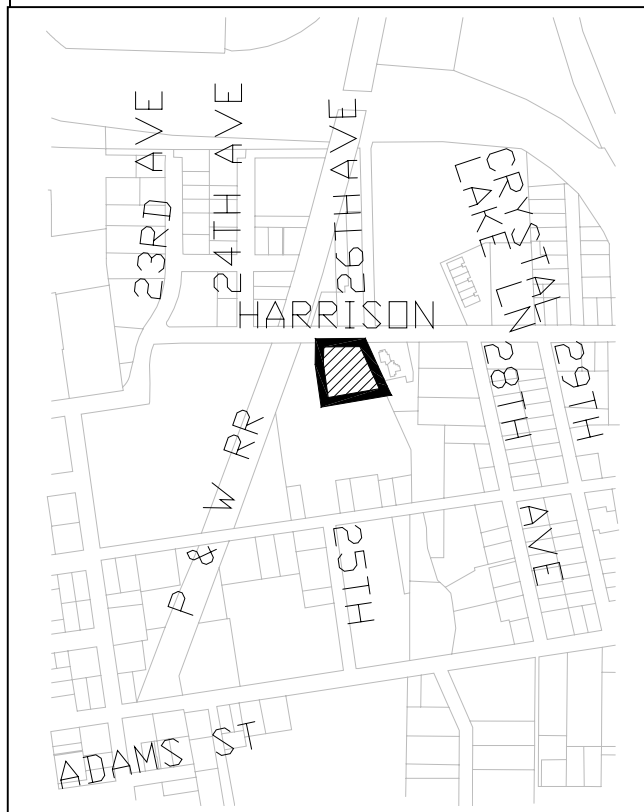 23RD AVE
24TH AVE
26TH AVE
CRYSTAL
LAKE LN
HARRISON
28TH AVE
29TH
P & W RR
25TH
ADAMS ST